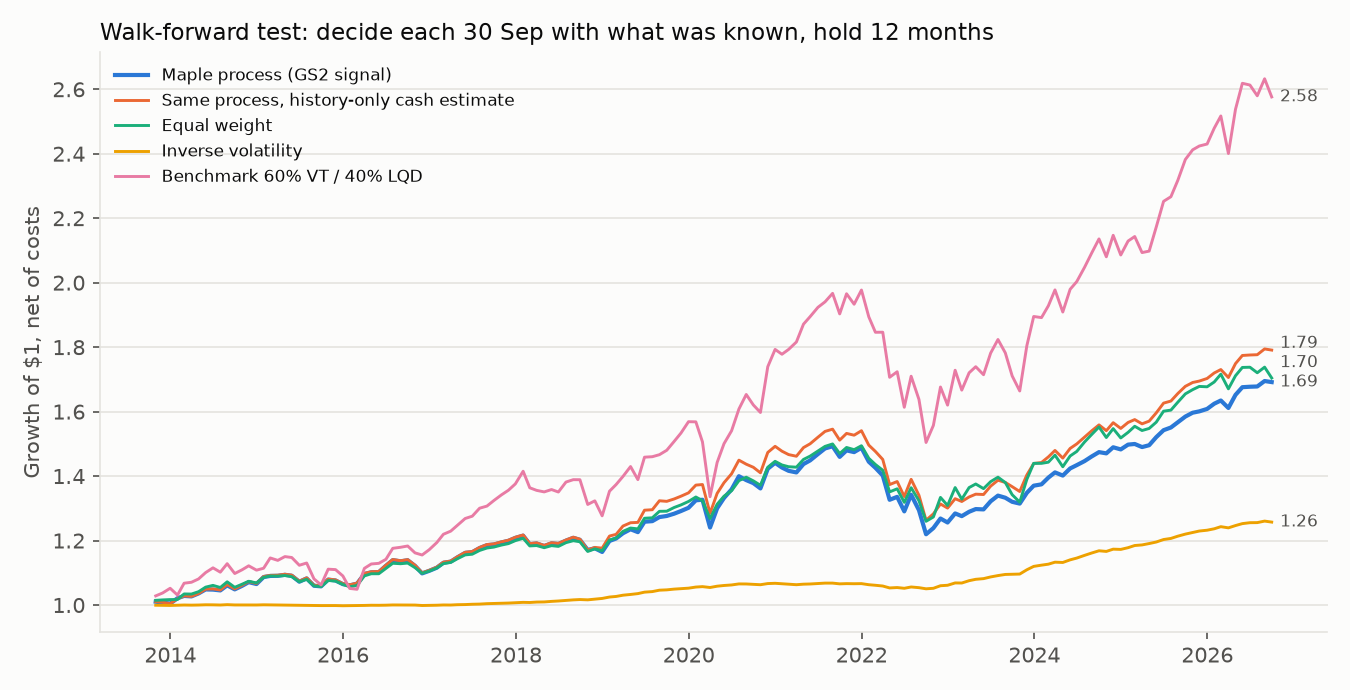 Walk-forward test: decide each 30 Sep with what was known, hold 12 months
Maple process (GS2 signal)
Same process, history-only cash estimate
Equal weight
Inverse volatility
Benchmark 60% VT / 40% LQD
Growth of $1, net of costs
2.6
2.4
2.2
2.0
1.8
1.6
1.4
1.2
1.0
2.58
1.79
1.70
1.69
1.26
2014 2016 2018 2020 2022 2024 2026